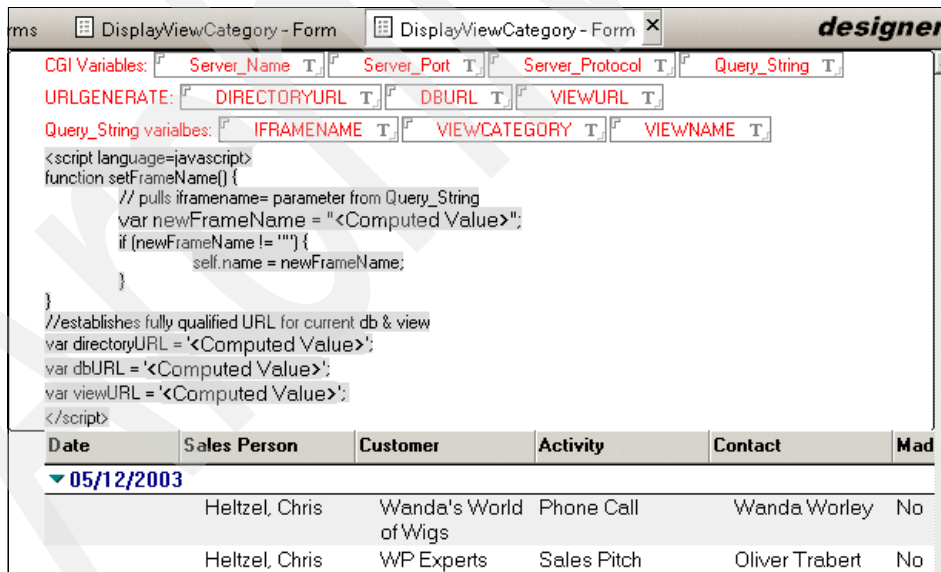 rms DisplayViewCategory - Form DisplayViewCategory - Form × designer
CGI Variables: Server_Name T Server_Port T Server_Protocol T Query_String T
URLGENERATE: DIRECTORYURL T DBURL T VIEWURL T
Query_String varialbes: IFRAMENAME T VIEWCATEGORY T VIEWNAME T
<script language=javascript>
function setFrameName() {
// pulls iframename= parameter from Query_String
var newFrameName = "<Computed Value>";
if (newFrameName != "") {
self.name = newFrameName;
}
}
//establishes fully qualified URL for current db & view
var directoryURL = '<Computed Value>';
var dbURL = '<Computed Value>';
var viewURL = '<Computed Value>';
</script>
Date Sales Person Customer Activity Contact Mad
05/12/2003
Heltzel, Chris Wanda's World Phone Call Wanda Worley No
of Wigs
Heltzel, Chris WP Experts Sales Pitch Oliver Trabert No